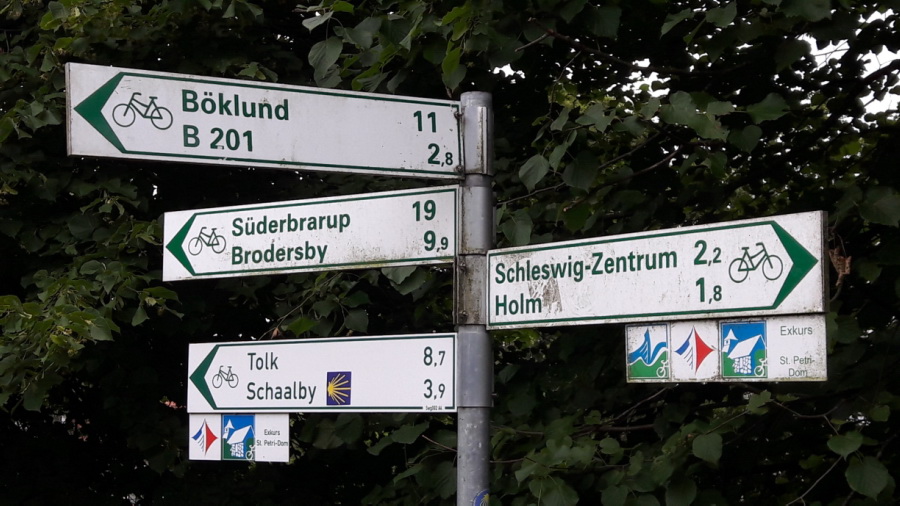 Böklund 11
B 201 2,8
Süderbrarup 19
Brodersby 9,9
Schleswig-Zentrum 2,2
Holm 1,8
Tolk 8,7
Schaalby 3,9
Exkurs
St. Petri-Dom
Exkurs
St. Petri-
Dom